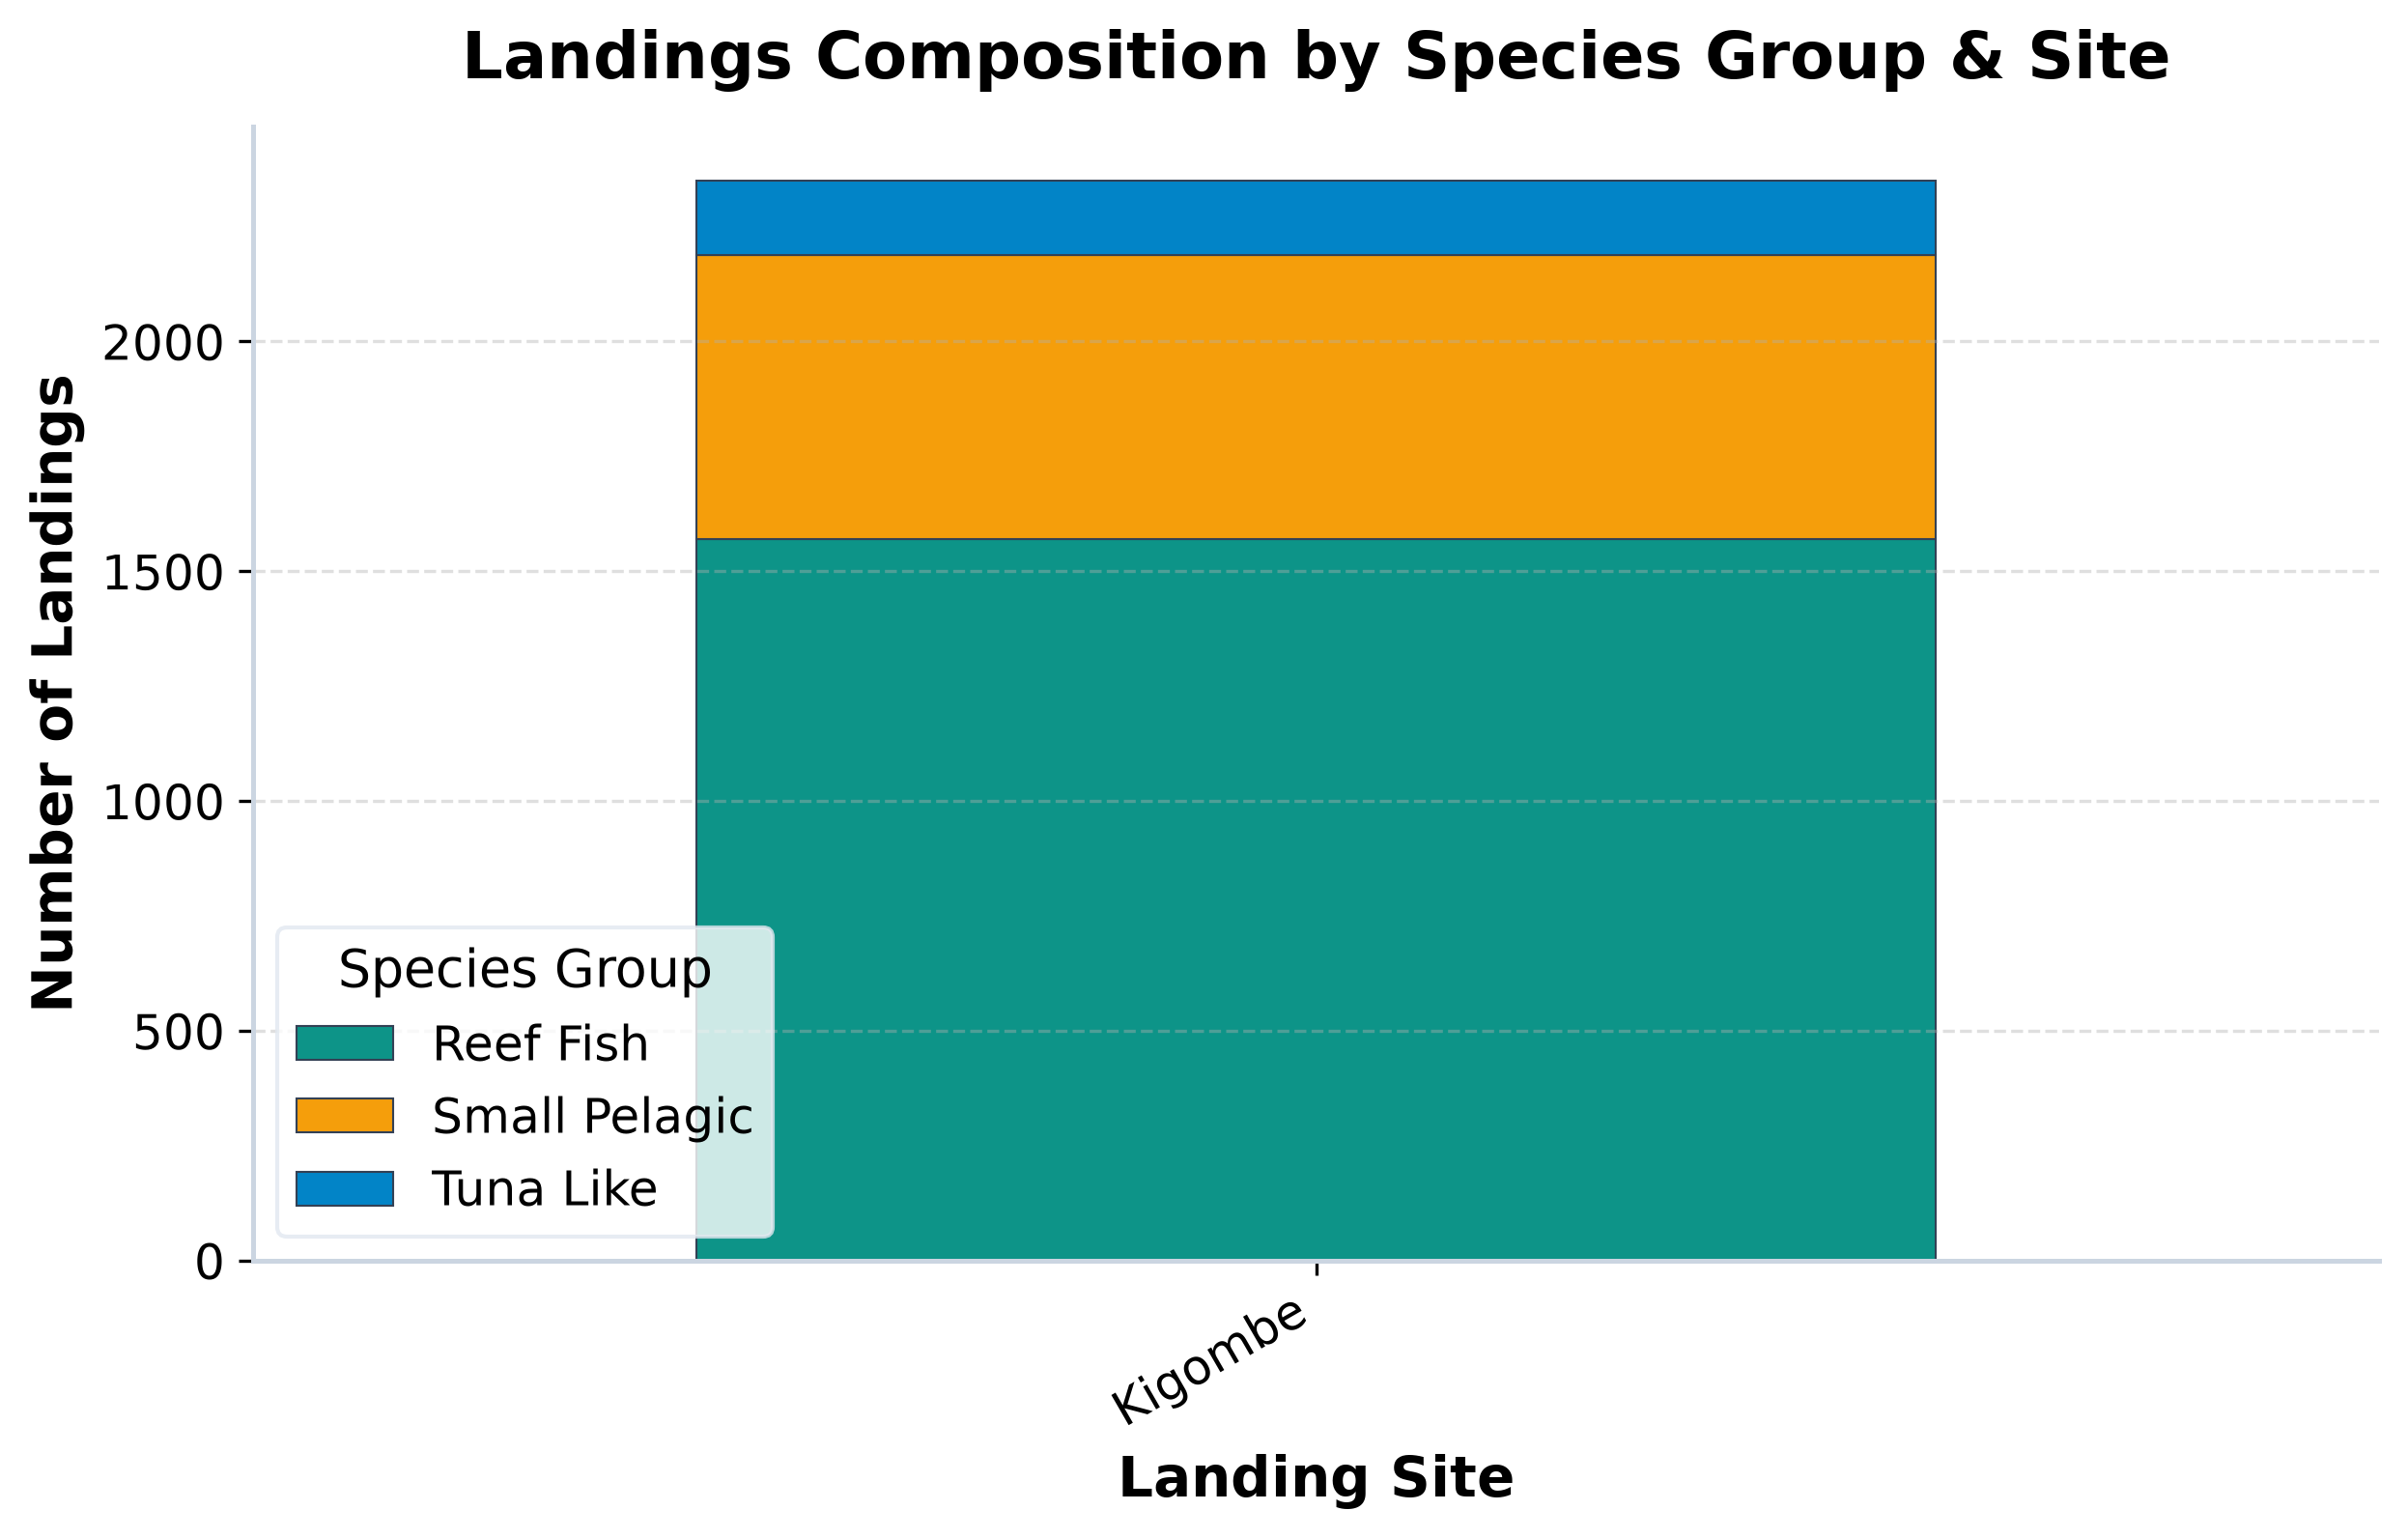 Landings Composition by Species Group & Site
Number of Landings
2000
1500
1000
500
0
Species Group
Reef Fish
Small Pelagic
Tuna Like
Kigombe
Landing Site